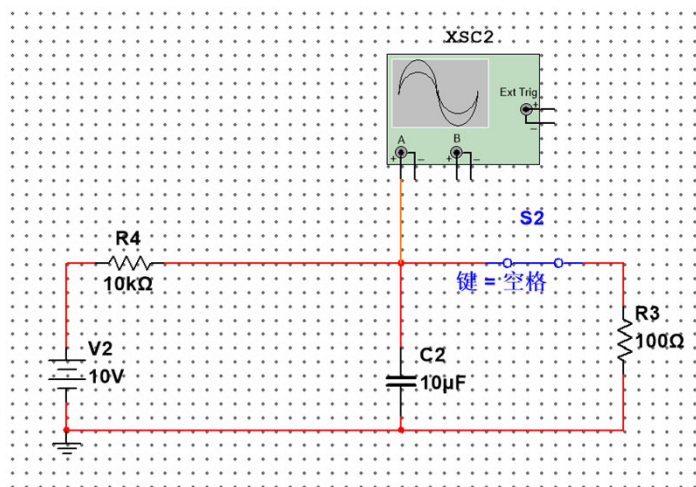 XSC2
Ext Trig
+
−
A
B
+
−
+
−
S2
R4
键 = 空格
10kΩ
R3
100Ω
V2
10V
C2
10µF